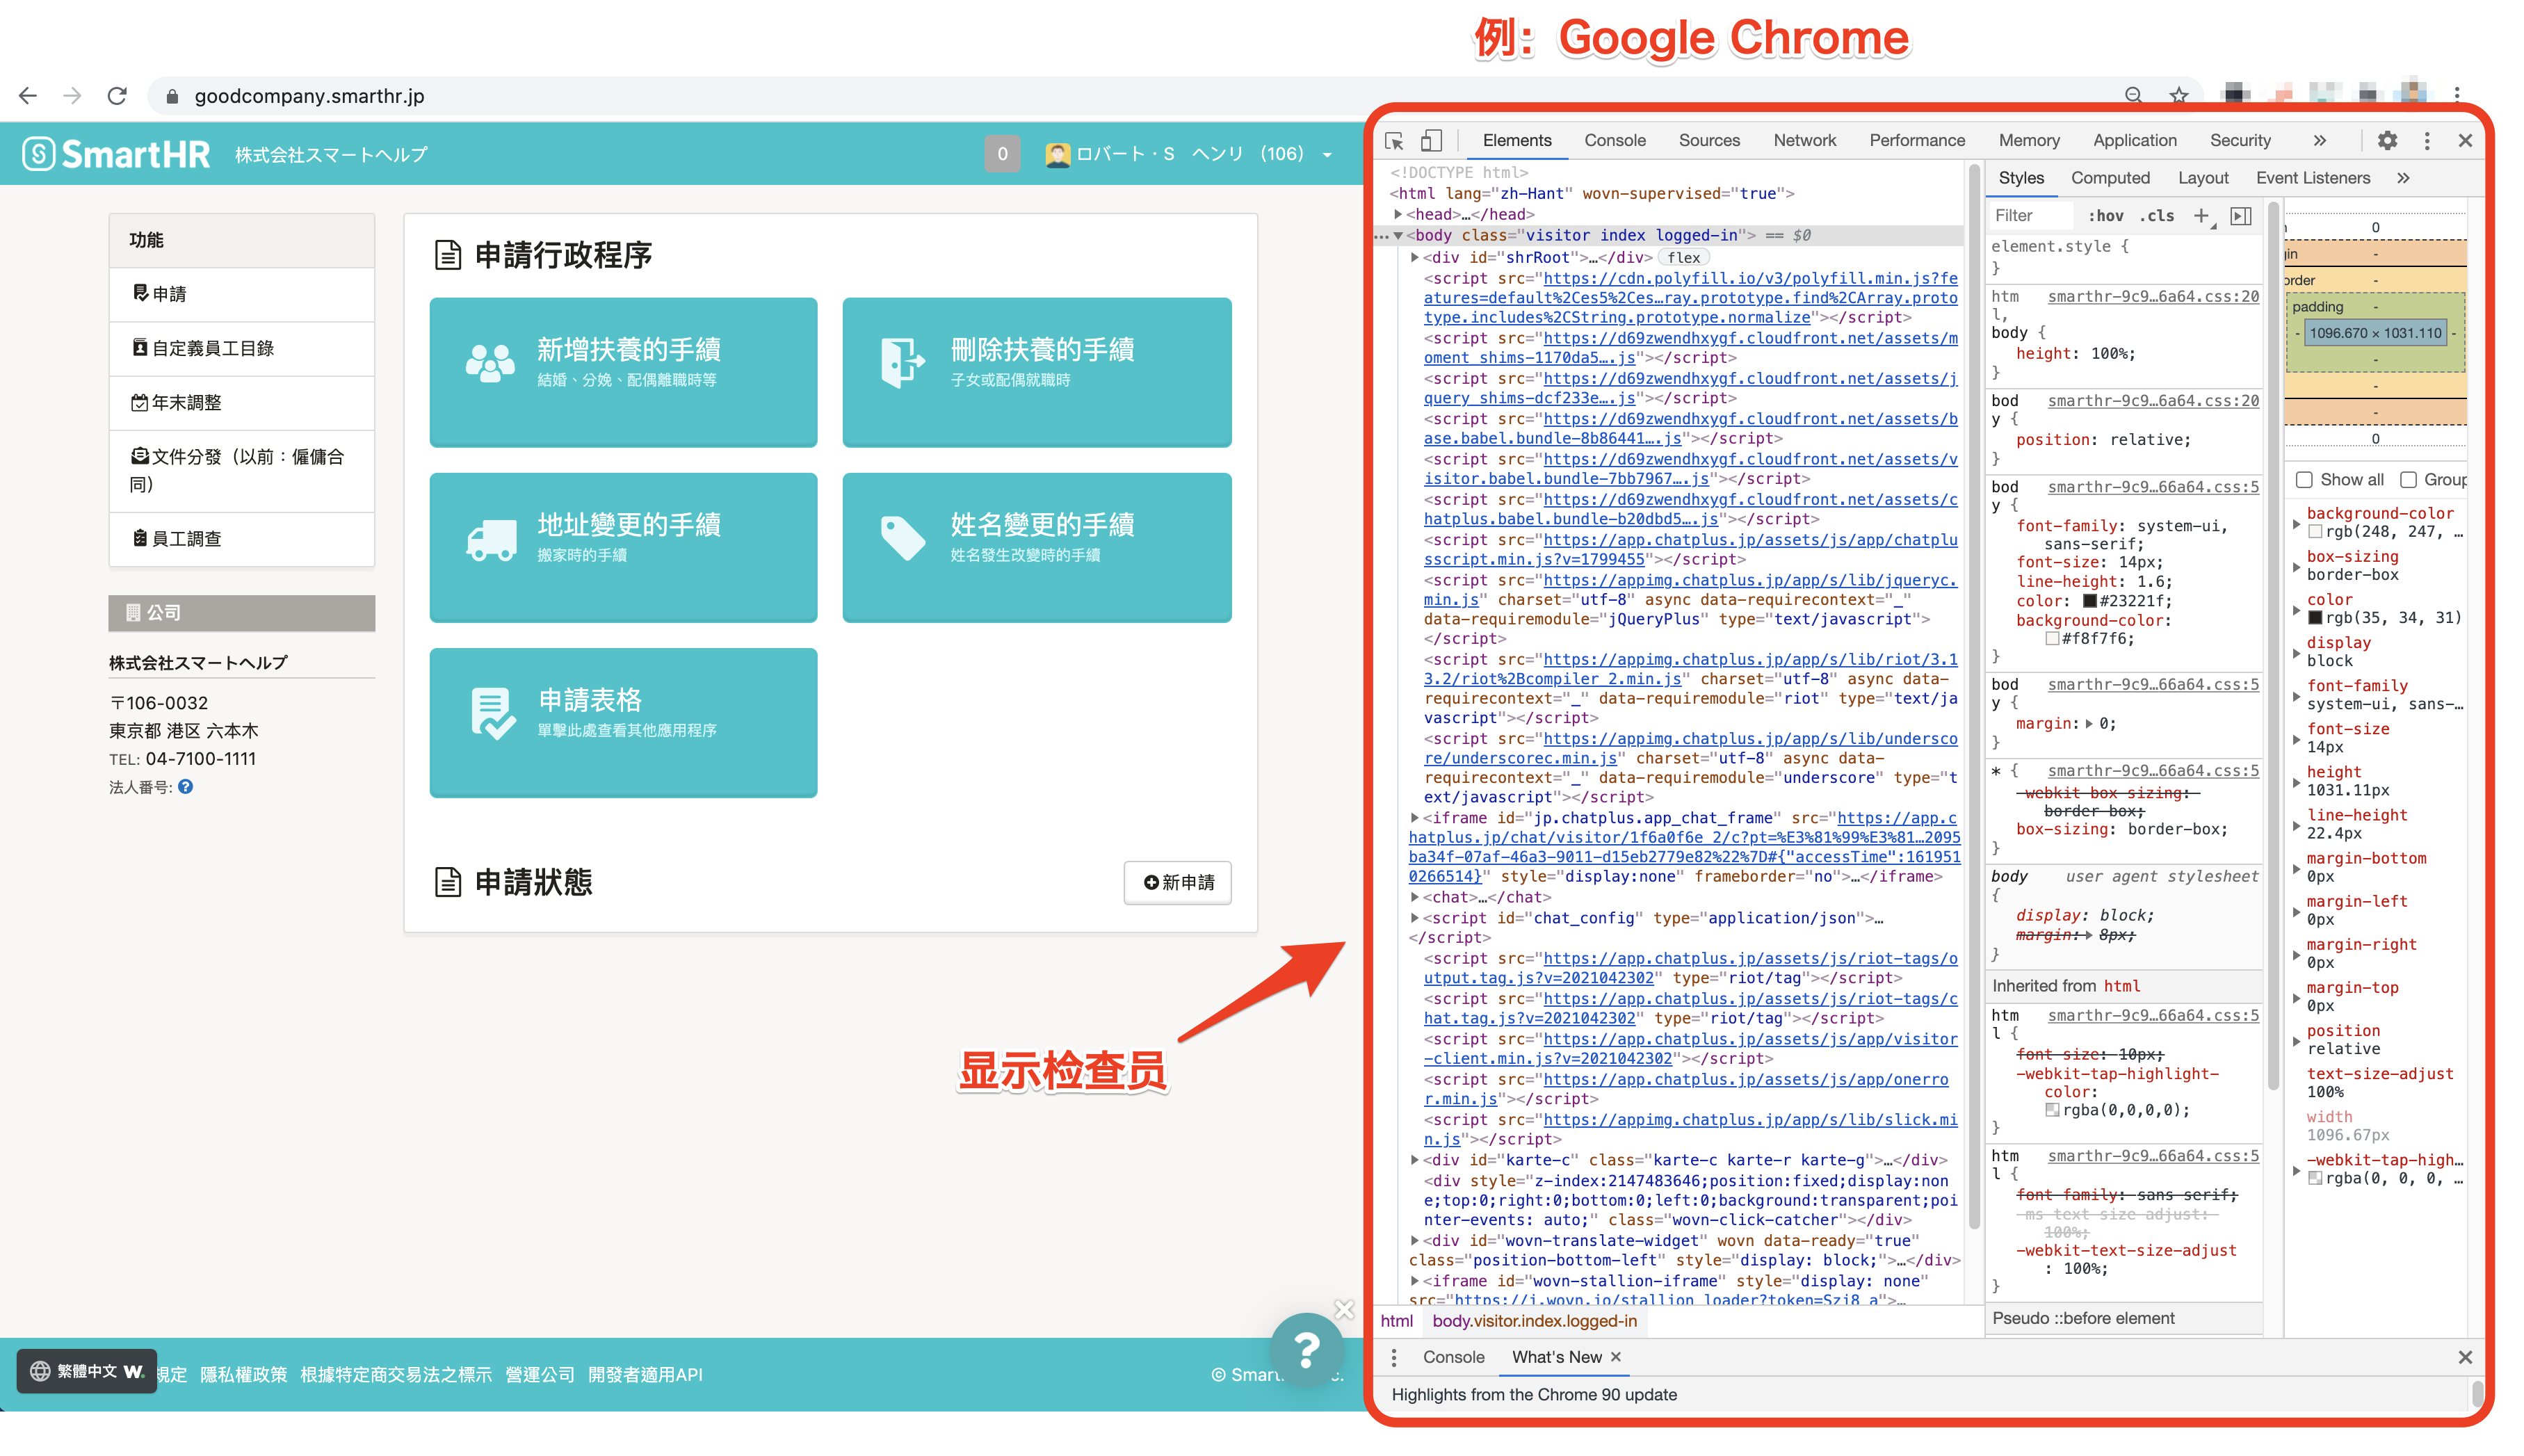 例：Google Chrome
goodcompany.smarthr.jp
SmartHR
株式会社スマートヘルプ
0
ロバート・S ヘンリ (106)
功能
申請
自定義員工目錄
年末調整
文件分發（以前：僱傭合
同）
員工調查
公司
株式会社スマートヘルプ
〒106-0032
東京都 港区 六本木
TEL: 04-7100-1111
法人番号:
申請行政程序
新增扶養的手續
結婚、分娩、配偶離職時等
刪除扶養的手續
子女或配偶就職時
地址變更的手續
搬家時的手續
姓名變更的手續
姓名發生改變時的手續
申請表格
單擊此處查看其他應用程序
申請狀態
新申請
显示检查员
繁體中文 W.
規定 隱私權政策 根據特定商交易法之標示 營運公司 開發者適用API
© Smart
?
Elements Console Sources Network Performance Memory Application Security »
<!DOCTYPE html>
<html lang="zh-Hant" wovn-supervised="true">
<head>…</head>
<body class="visitor index logged-in"> == $0
<div id="shrRoot">…</div> flex
<script src="https://cdn.polyfill.io/v3/polyfill.min.js?fe
atures=default%2Ces5%2Ces…ray.prototype.find%2CArray.proto
type.includes%2CString.prototype.normalize"></script>
<script src="https://d69zwendhxygf.cloudfront.net/assets/m
oment_shims-1170da5….js"></script>
<script src="https://d69zwendhxygf.cloudfront.net/assets/j
query_shims-dcf233e….js"></script>
<script src="https://d69zwendhxygf.cloudfront.net/assets/b
ase.babel.bundle-8b86441….js"></script>
<script src="https://d69zwendhxygf.cloudfront.net/assets/v
isitor.babel.bundle-7bb7967….js"></script>
<script src="https://d69zwendhxygf.cloudfront.net/assets/c
hatplus.babel.bundle-b20dbd5….js"></script>
<script src="https://app.chatplus.jp/assets/js/app/chatplu
sscript.min.js?v=1799455"></script>
<script src="https://appimg.chatplus.jp/app/s/lib/jqueryc.
min.js" charset="utf-8" async data-requirecontext="_"
data-requiremodule="jQueryPlus" type="text/javascript">
</script>
<script src="https://appimg.chatplus.jp/app/s/lib/riot/3.1
3.2/riot%2Bcompiler_2.min.js" charset="utf-8" async data-
requirecontext="_" data-requiremodule="riot" type="text/ja
vascript"></script>
<script src="https://appimg.chatplus.jp/app/s/lib/undersco
re/underscorec.min.js" charset="utf-8" async data-
requirecontext="_" data-requiremodule="underscore" type="t
ext/javascript"></script>
<iframe id="jp.chatplus.app_chat_frame" src="https://app.c
hatplus.jp/chat/visitor/1f6a0f6e_2/c?pt=%E3%81%99%E3%81…2095
ba34f-07af-46a3-9011-d15eb2779e82%22%7D#{"accessTime":161951
0266514}" style="display:none" frameborder="no">…</iframe>
<chat>…</chat>
<script id="chat_config" type="application/json">…
</script>
<script src="https://app.chatplus.jp/assets/js/riot-tags/o
utput.tag.js?v=2021042302" type="riot/tag"></script>
<script src="https://app.chatplus.jp/assets/js/riot-tags/c
hat.tag.js?v=2021042302" type="riot/tag"></script>
<script src="https://app.chatplus.jp/assets/js/app/visitor
-client.min.js?v=2021042302"></script>
<script src="https://app.chatplus.jp/assets/js/app/onerro
r.min.js"></script>
<script src="https://appimg.chatplus.jp/app/s/lib/slick.mi
n.js"></script>
<div id="karte-c" class="karte-c karte-r karte-g">…</div>
<div style="z-index:2147483646;position:fixed;display:non
e;top:0;right:0;bottom:0;left:0;background:transparent;poi
nter-events: auto;" class="wovn-click-catcher"></div>
<div id="wovn-translate-widget" wovn data-ready="true"
class="position-bottom-left" style="display: block;">…</div>
<iframe id="wovn-stallion-iframe" style="display: none"
src="https://j.wovn.io/stallion_loader?token=Szj8_a">…
html body.visitor.index.logged-in
Styles Computed Layout Event Listeners »
Filter :hov .cls +
element.style {
}
htm smarthr-9c9…6a64.css:20
l,
body {
height: 100%;
}
bod smarthr-9c9…6a64.css:20
y {
position: relative;
}
bod smarthr-9c9…66a64.css:5
y {
font-family: system-ui,
sans-serif;
font-size: 14px;
line-height: 1.6;
color: #23221f;
background-color:
#f8f7f6;
}
bod smarthr-9c9…66a64.css:5
y {
margin: 0;
}
* { smarthr-9c9…66a64.css:5
-webkit-box-sizing:
border-box;
box-sizing: border-box;
}
body user agent stylesheet
{
display: block;
margin: 8px;
}
Inherited from html
htm smarthr-9c9…66a64.css:5
l {
font-size: 10px;
-webkit-tap-highlight-
color:
rgba(0,0,0,0);
}
htm smarthr-9c9…66a64.css:5
l {
font-family: sans-serif;
-ms-text-size-adjust:
100%;
-webkit-text-size-adjust
: 100%;
}
Pseudo ::before element
0
-
-
padding -
- 1096.670 × 1031.110 -
-
-
-
0
Show all Group
background-color
rgb(248, 247, …
box-sizing
border-box
color
rgb(35, 34, 31)
display
block
font-family
system-ui, sans-…
font-size
14px
height
1031.11px
line-height
22.4px
margin-bottom
0px
margin-left
0px
margin-right
0px
margin-top
0px
position
relative
text-size-adjust
100%
width
1096.67px
-webkit-tap-high…
rgba(0, 0, 0, …
Console What's New
Highlights from the Chrome 90 update